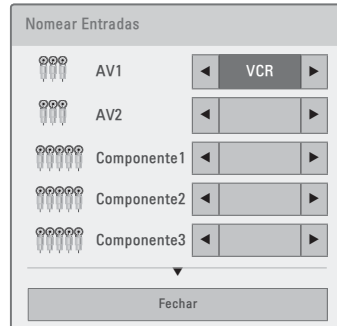 Nomear Entradas
AV1 VCR
AV2
Componente1
Componente2
Componente3
Fechar